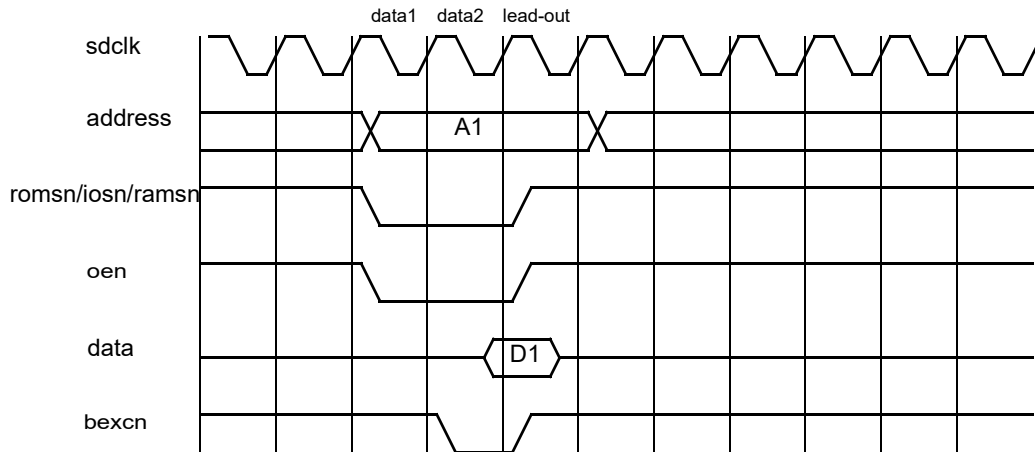 data1 data2 lead-out
sdclk
address
A1
romsn/iosn/ramsn
oen
data
D1
bexcn